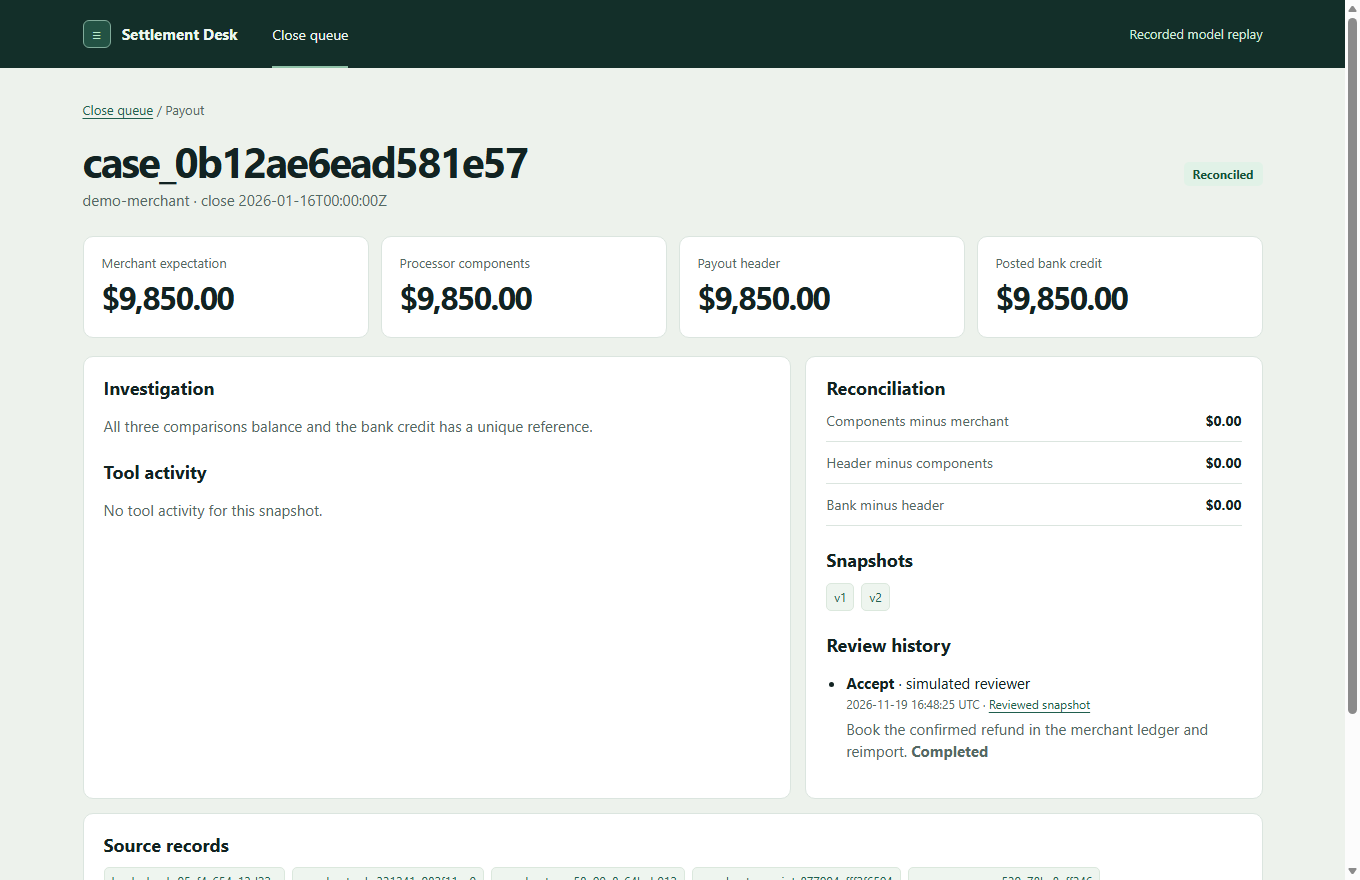 Settlement Desk
Close queue
Recorded model replay
Close queue / Payout
case_0b12ae6ead581e57
Reconciled
demo-merchant · close 2026-01-16T00:00:00Z
Merchant expectation
$9,850.00
Processor components
$9,850.00
Payout header
$9,850.00
Posted bank credit
$9,850.00
Investigation
All three comparisons balance and the bank credit has a unique reference.
Tool activity
No tool activity for this snapshot.
Reconciliation
Components minus merchant $0.00
Header minus components $0.00
Bank minus header $0.00
Snapshots
v1 v2
Review history
Accept · simulated reviewer
2026-11-19 16:48:25 UTC · Reviewed snapshot
Book the confirmed refund in the merchant ledger and
reimport. Completed
Source records